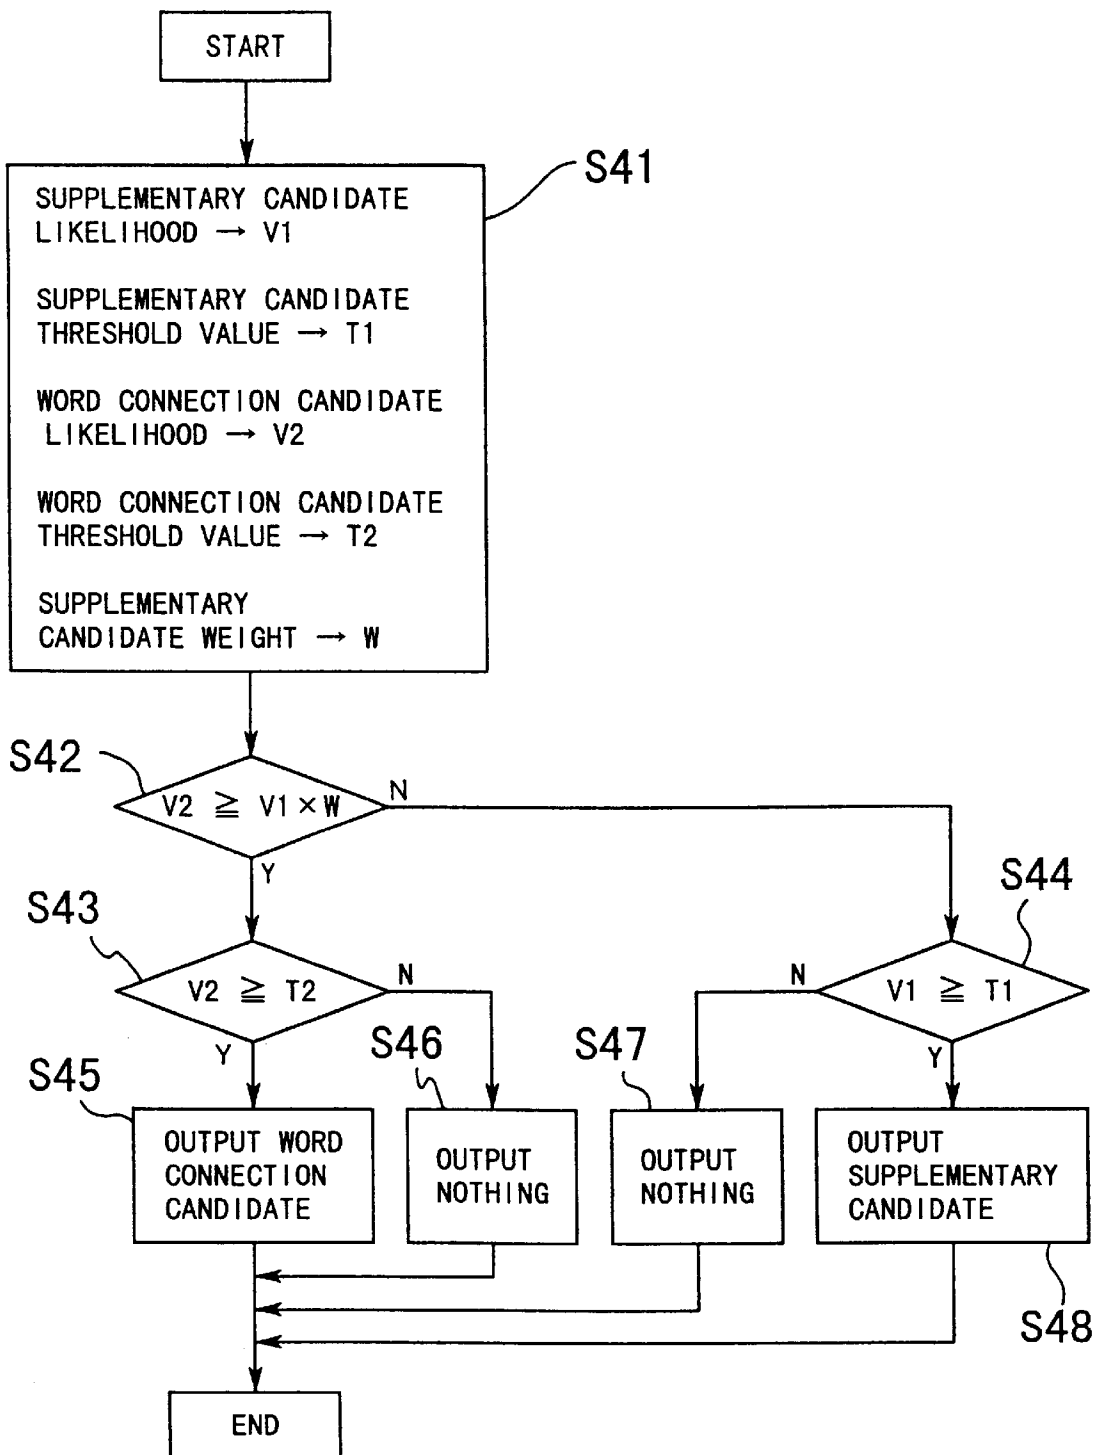 START
S41
SUPPLEMENTARY CANDIDATE
LIKELIHOOD → V1
SUPPLEMENTARY CANDIDATE
THRESHOLD VALUE → T1
WORD CONNECTION CANDIDATE
LIKELIHOOD → V2
WORD CONNECTION CANDIDATE
THRESHOLD VALUE → T2
SUPPLEMENTARY
CANDIDATE WEIGHT → W
S42
V2 ≧ V1 × W
N
Y
S43
V2 ≧ T2
N
Y
S44
V1 ≧ T1
N
Y
S45
OUTPUT WORD
CONNECTION
CANDIDATE
S46
OUTPUT
NOTHING
S47
OUTPUT
NOTHING
OUTPUT
SUPPLEMENTARY
CANDIDATE
S48
END